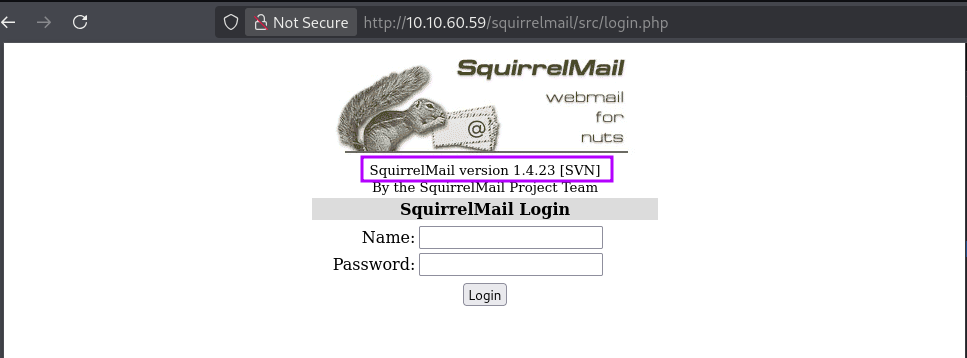 Not Secure http://10.10.60.59/squirrelmail/src/login.php
SquirrelMail
webmail
for
nuts
@
SquirrelMail version 1.4.23 [SVN]
By the SquirrelMail Project Team
SquirrelMail Login
Name:
Password:
Login